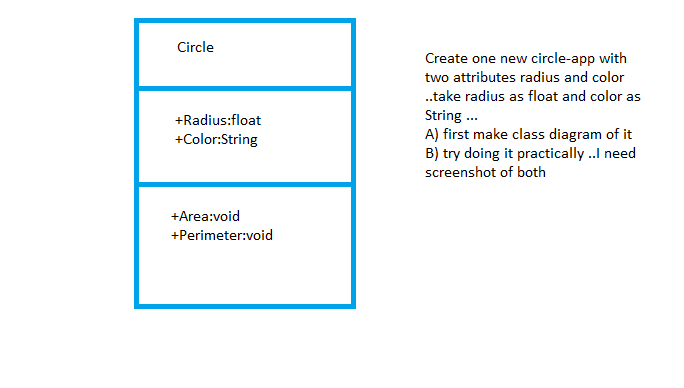 Circle
+Radius:float
+Color:String
+Area:void
+Perimeter:void
Create one new circle-app with
two attributes radius and color
..take radius as float and color as
String ...
A) first make class diagram of it
B) try doing it practically ..I need
screenshot of both